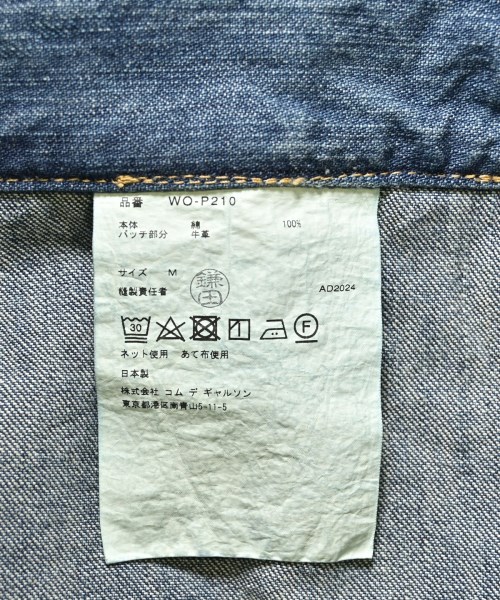 品番 WO-P210
本体 綿 100%
パッチ部分 牛革
サイズ M
縫製責任者 鎌田 AD2024
30 F
ネット使用 あて布使用
日本製
株式会社 コム デ ギャルソン
東京都港区南青山5-11-5